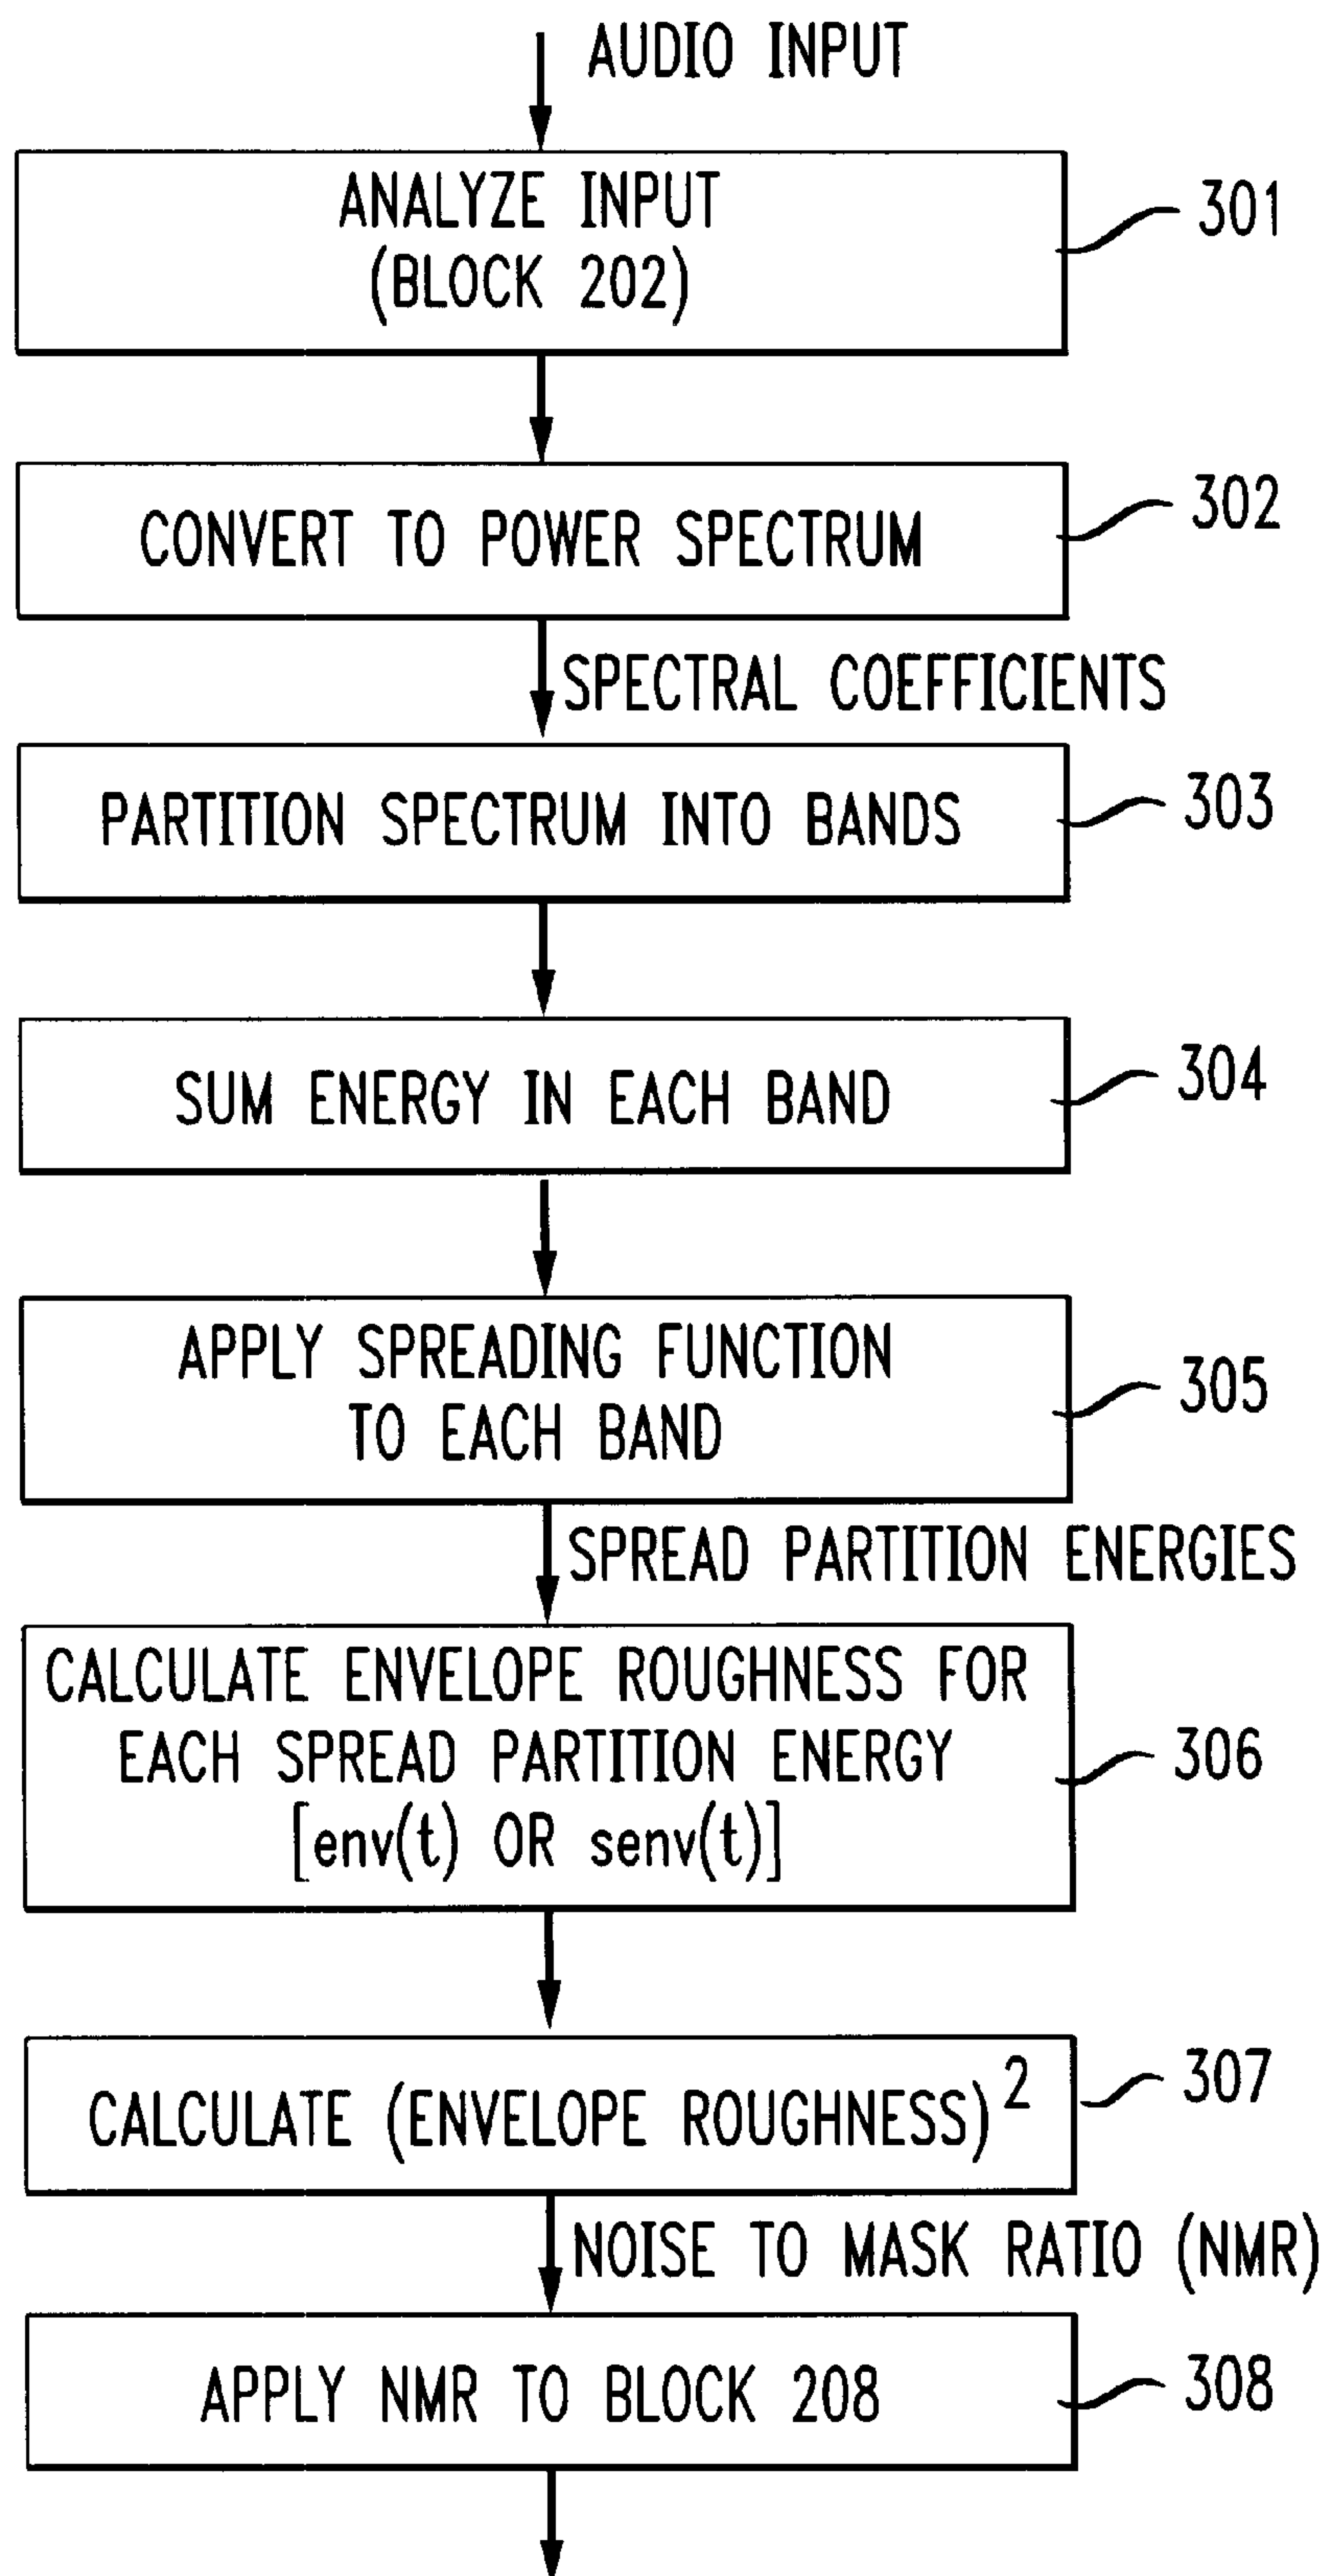 AUDIO INPUT
ANALYZE INPUT
(BLOCK 202)
301
CONVERT TO POWER SPECTRUM
302
SPECTRAL COEFFICIENTS
PARTITION SPECTRUM INTO BANDS
303
SUM ENERGY IN EACH BAND
304
APPLY SPREADING FUNCTION
TO EACH BAND
305
SPREAD PARTITION ENERGIES
CALCULATE ENVELOPE ROUGHNESS FOR
EACH SPREAD PARTITION ENERGY
[env(t) OR senv(t)]
306
CALCULATE (ENVELOPE ROUGHNESS)²
307
NOISE TO MASK RATIO (NMR)
APPLY NMR TO BLOCK 208
308